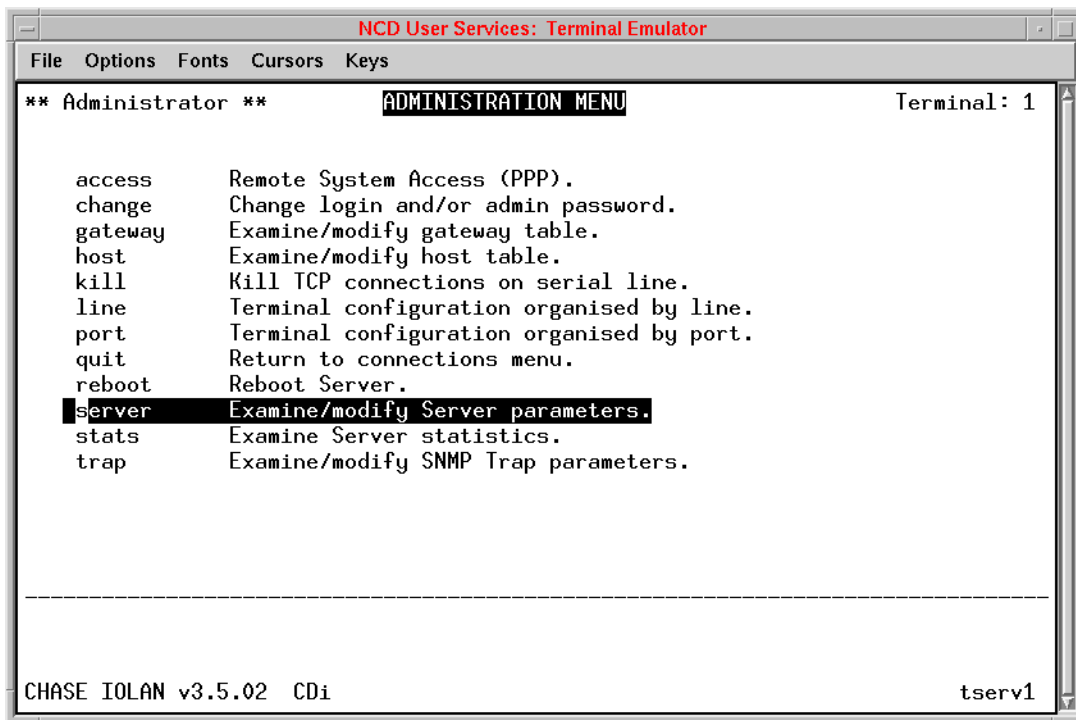 NCD User Services: Terminal Emulator
File Options Fonts Cursors Keys
** Administrator ** ADMINISTRATION MENU Terminal: 1
access Remote System Access (PPP).
change Change login and/or admin password.
gateway Examine/modify gateway table.
host Examine/modify host table.
kill Kill TCP connections on serial line.
line Terminal configuration organised by line.
port Terminal configuration organised by port.
quit Return to connections menu.
reboot Reboot Server.
server Examine/modify Server parameters.
stats Examine Server statistics.
trap Examine/modify SNMP Trap parameters.
CHASE IOLAN v3.5.02 CDi tserv1